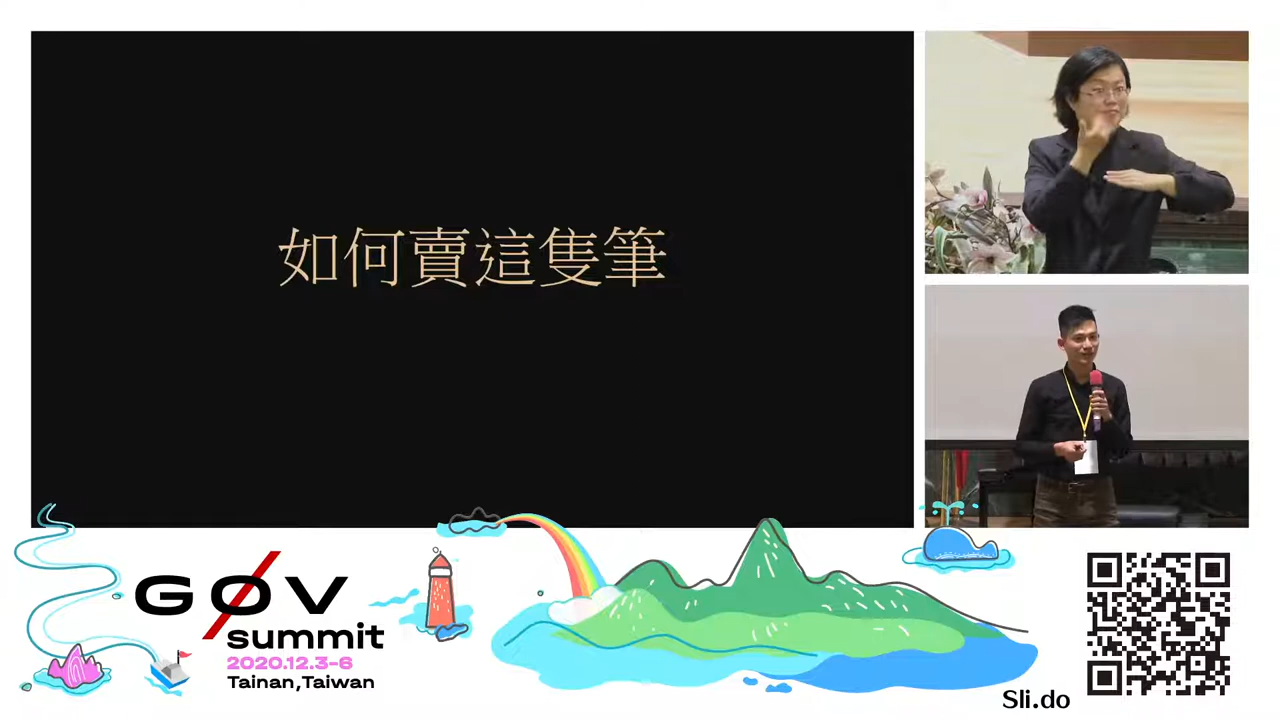 如何賣這隻筆
GØV
summit
2020.12.3-6
Tainan,Taiwan
Sli.do